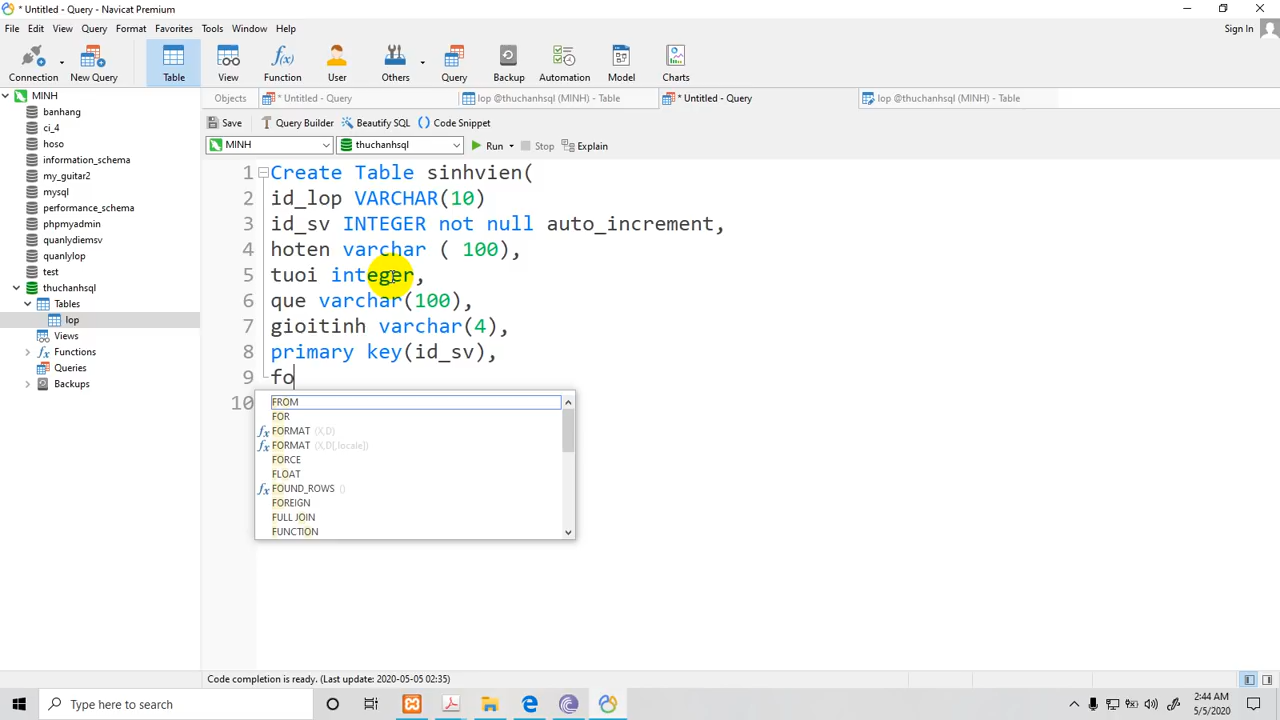 * Untitled - Query - Navicat Premium
File Edit View Query Format Favorites Tools Window Help
Sign In
Connection New Query Table View Function User Others Query Backup Automation Model Charts
MINH
banhang
ci_4
hoso
information_schema
my_guitar2
mysql
performance_schema
phpmyadmin
quanlydiemsv
quanlylop
test
thuchanhsql
Tables
lop
Views
Functions
Queries
Backups
Objects * Untitled - Query lop @thuchanhsql (MINH) - Table * Untitled - Query lop @thuchanhsql (MINH) - Table
Save Query Builder Beautify SQL () Code Snippet
MINH thuchanhsql Run Stop Explain
1 Create Table sinhvien(
2 id_lop VARCHAR(10)
3 id_sv INTEGER not null auto_increment,
4 hoten varchar ( 100),
5 tuoi integer,
6 que varchar(100),
7 gioitinh varchar(4),
8 primary key(id_sv),
9 fo
10
FROM
FOR
fx FORMAT (X,D)
fx FORMAT (X,D[,locale])
FORCE
FLOAT
fx FOUND_ROWS ()
FOREIGN
FULL JOIN
FUNCTION
Code completion is ready. (Last update: 2020-05-05 02:35)
Type here to search
2:44 AM
5/5/2020